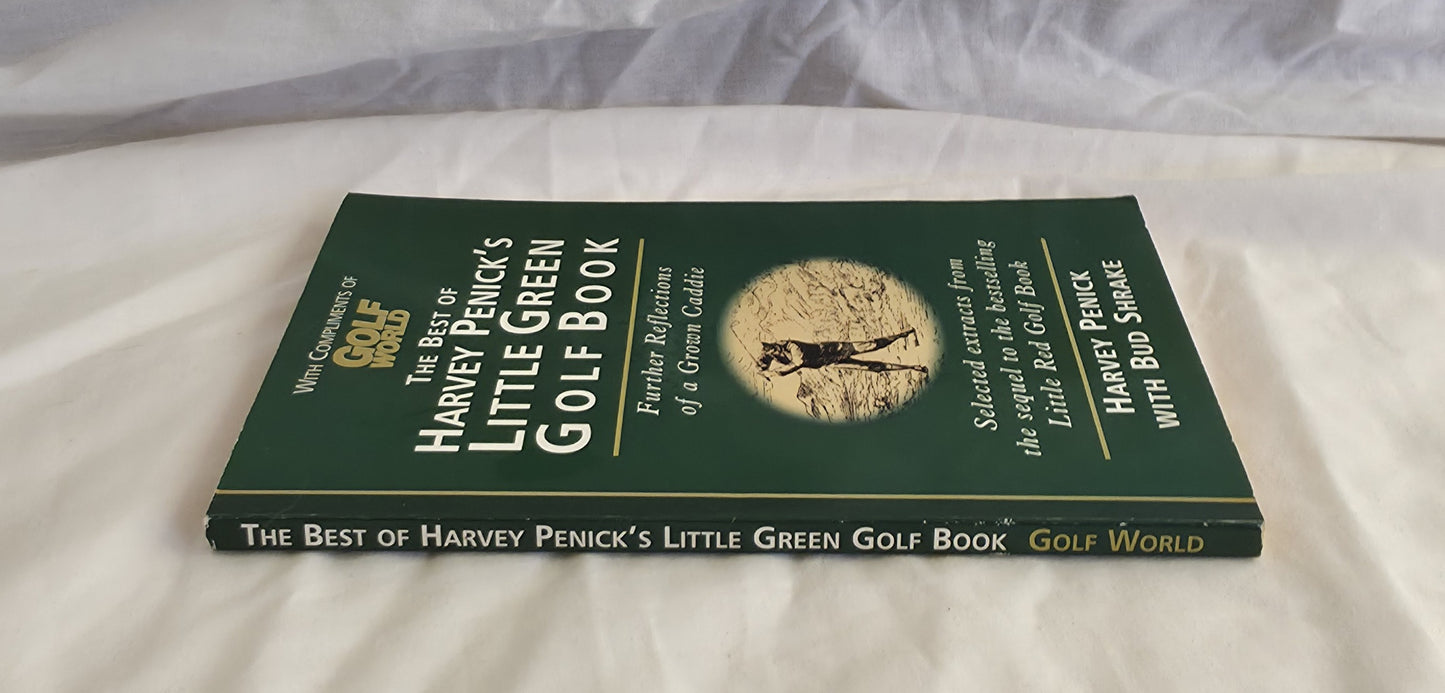 With Compliments of
Golf
World
The Best of
Harvey Penick's
Little Green
Golf Book
Further Reflections
of a Grown Caddie
Selected extracts from
the sequel to the bestselling
Little Red Golf Book
Harvey Penick
with Bud Shrake
The Best of Harvey Penick's Little Green Golf Book Golf World